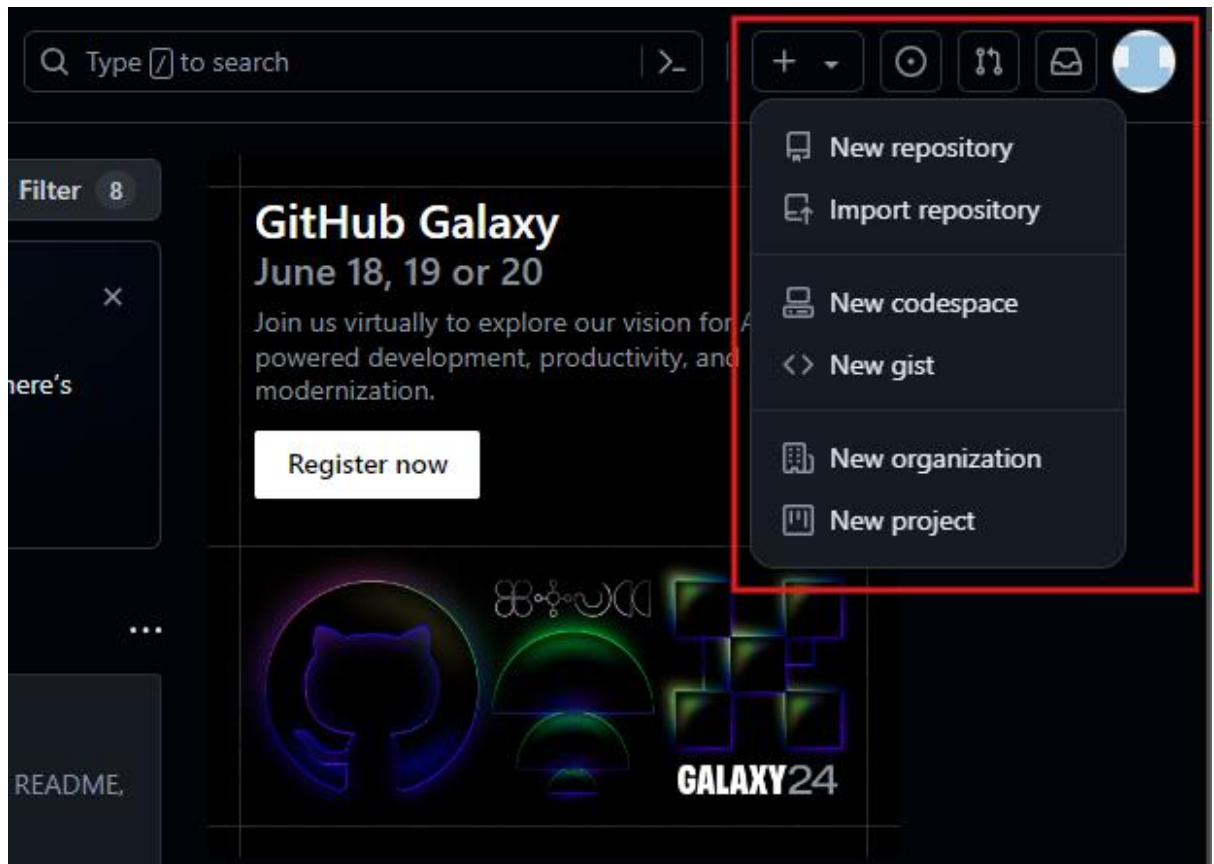 Type / to search
New repository
Import repository
New codespace
New gist
New organization
New project
Filter 8
here's
README,
GitHub Galaxy
June 18, 19 or 20
Join us virtually to explore our vision for
powered development, productivity, and
modernization.
Register now
GALAXY24